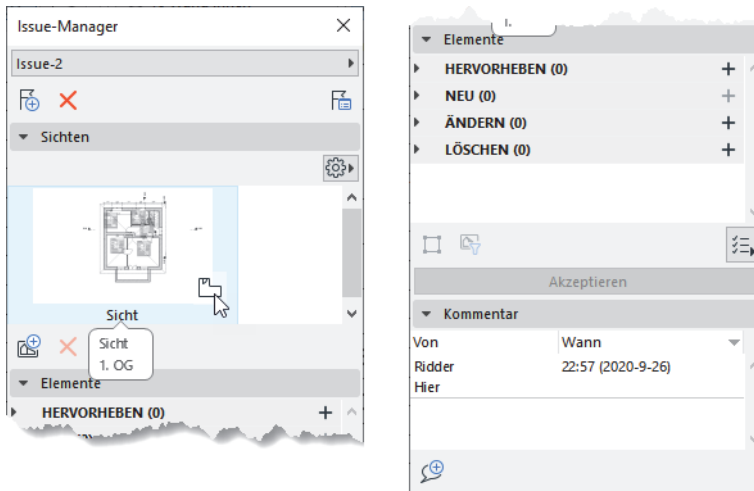 Issue-Manager
Issue-2
Sichten
Sicht
Sicht
1. OG
Elemente
HERVORHEBEN (0)
1.
Elemente
HERVORHEBEN (0)
NEU (0)
ÄNDERN (0)
LÖSCHEN (0)
Akzeptieren
Kommentar
Von Wann
Ridder 22:57 (2020-9-26)
Hier